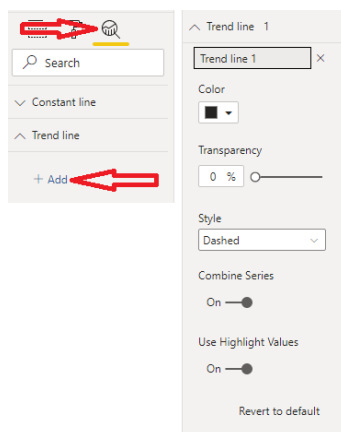 Search
Constant line
Trend line
+ Add
Trend line 1
Trend line 1
Color
Transparency
0 %
Style
Dashed
Combine Series
On
Use Highlight Values
On
Revert to default